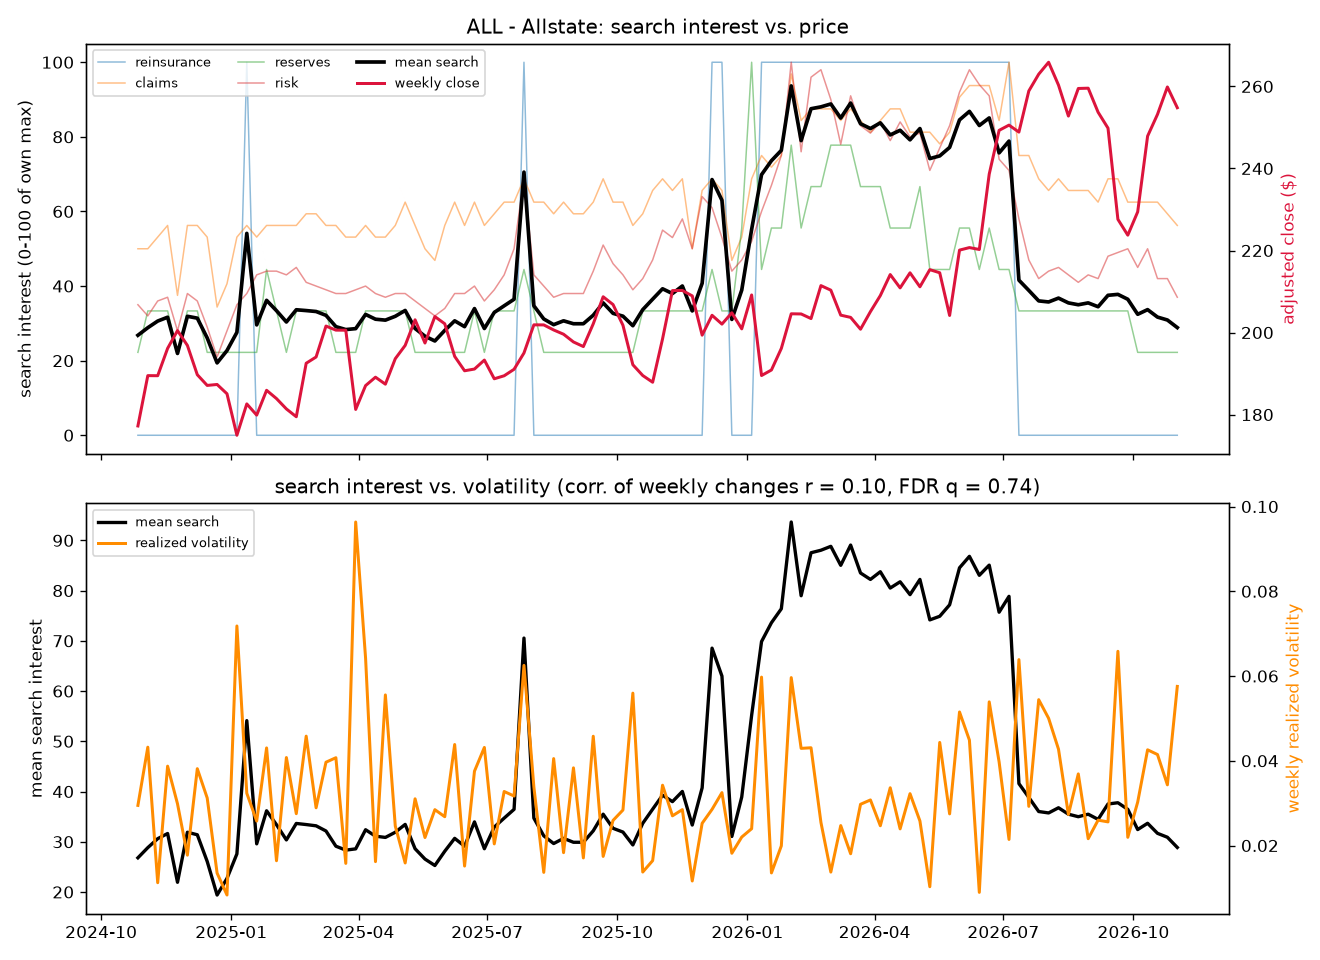 ALL - Allstate: search interest vs. price
reinsurance
claims
reserves
risk
mean search
weekly close
search interest (0-100 of own max)
100
80
60
40
20
0
adjusted close ($)
260
240
220
200
180
search interest vs. volatility (corr. of weekly changes r = 0.10, FDR q = 0.74)
mean search
realized volatility
mean search interest
90
80
70
60
50
40
30
20
weekly realized volatility
0.10
0.08
0.06
0.04
0.02
2024-10
2025-01
2025-04
2025-07
2025-10
2026-01
2026-04
2026-07
2026-10